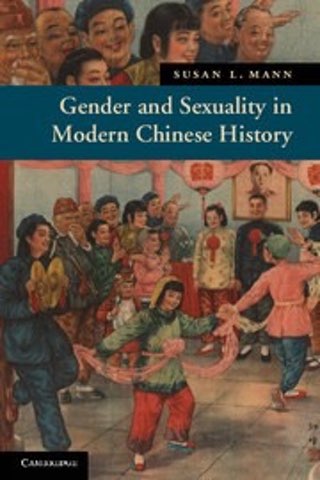 SUSAN L. MANN
Gender and Sexuality in
Modern Chinese History
CAMBRIDGE